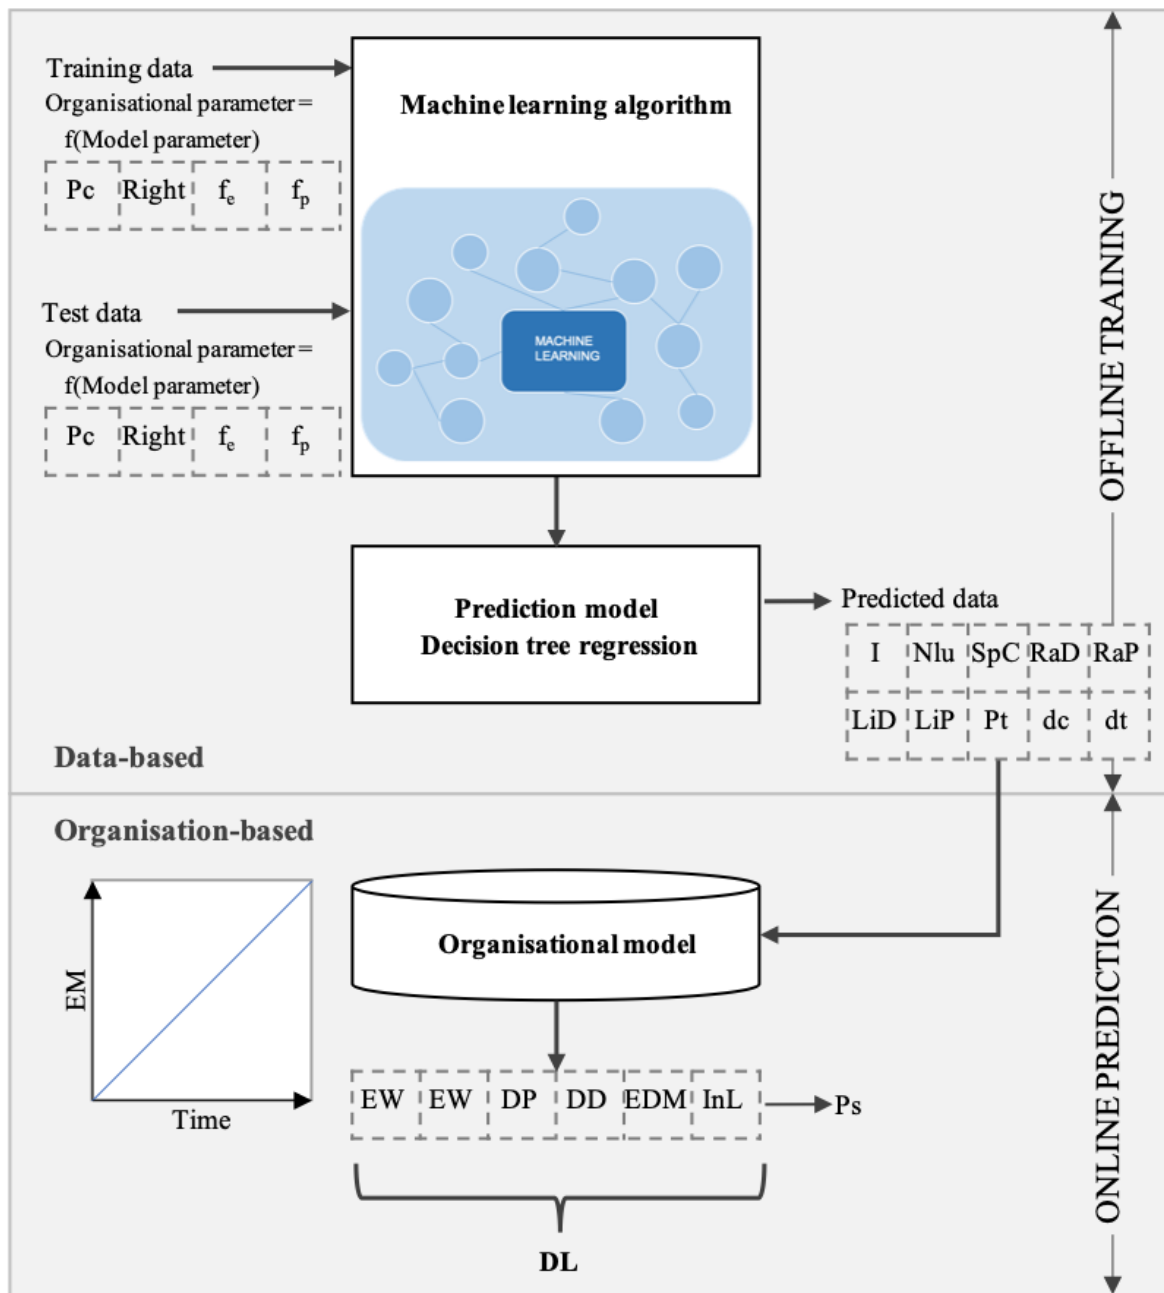 Training data
Organisational parameter =
f(Model parameter)
Pc Right fe fp
Machine learning algorithm
MACHINE
LEARNING
Test data
Organisational parameter =
f(Model parameter)
Pc Right fe fp
OFFLINE TRAINING
Prediction model
Decision tree regression
Predicted data
I Nlu SpC RaD RaP
LiD LiP Pt dc dt
Data-based
Organisation-based
EM
Time
Organisational model
EW EW DP DD EDM InL
Ps
DL
ONLINE PREDICTION